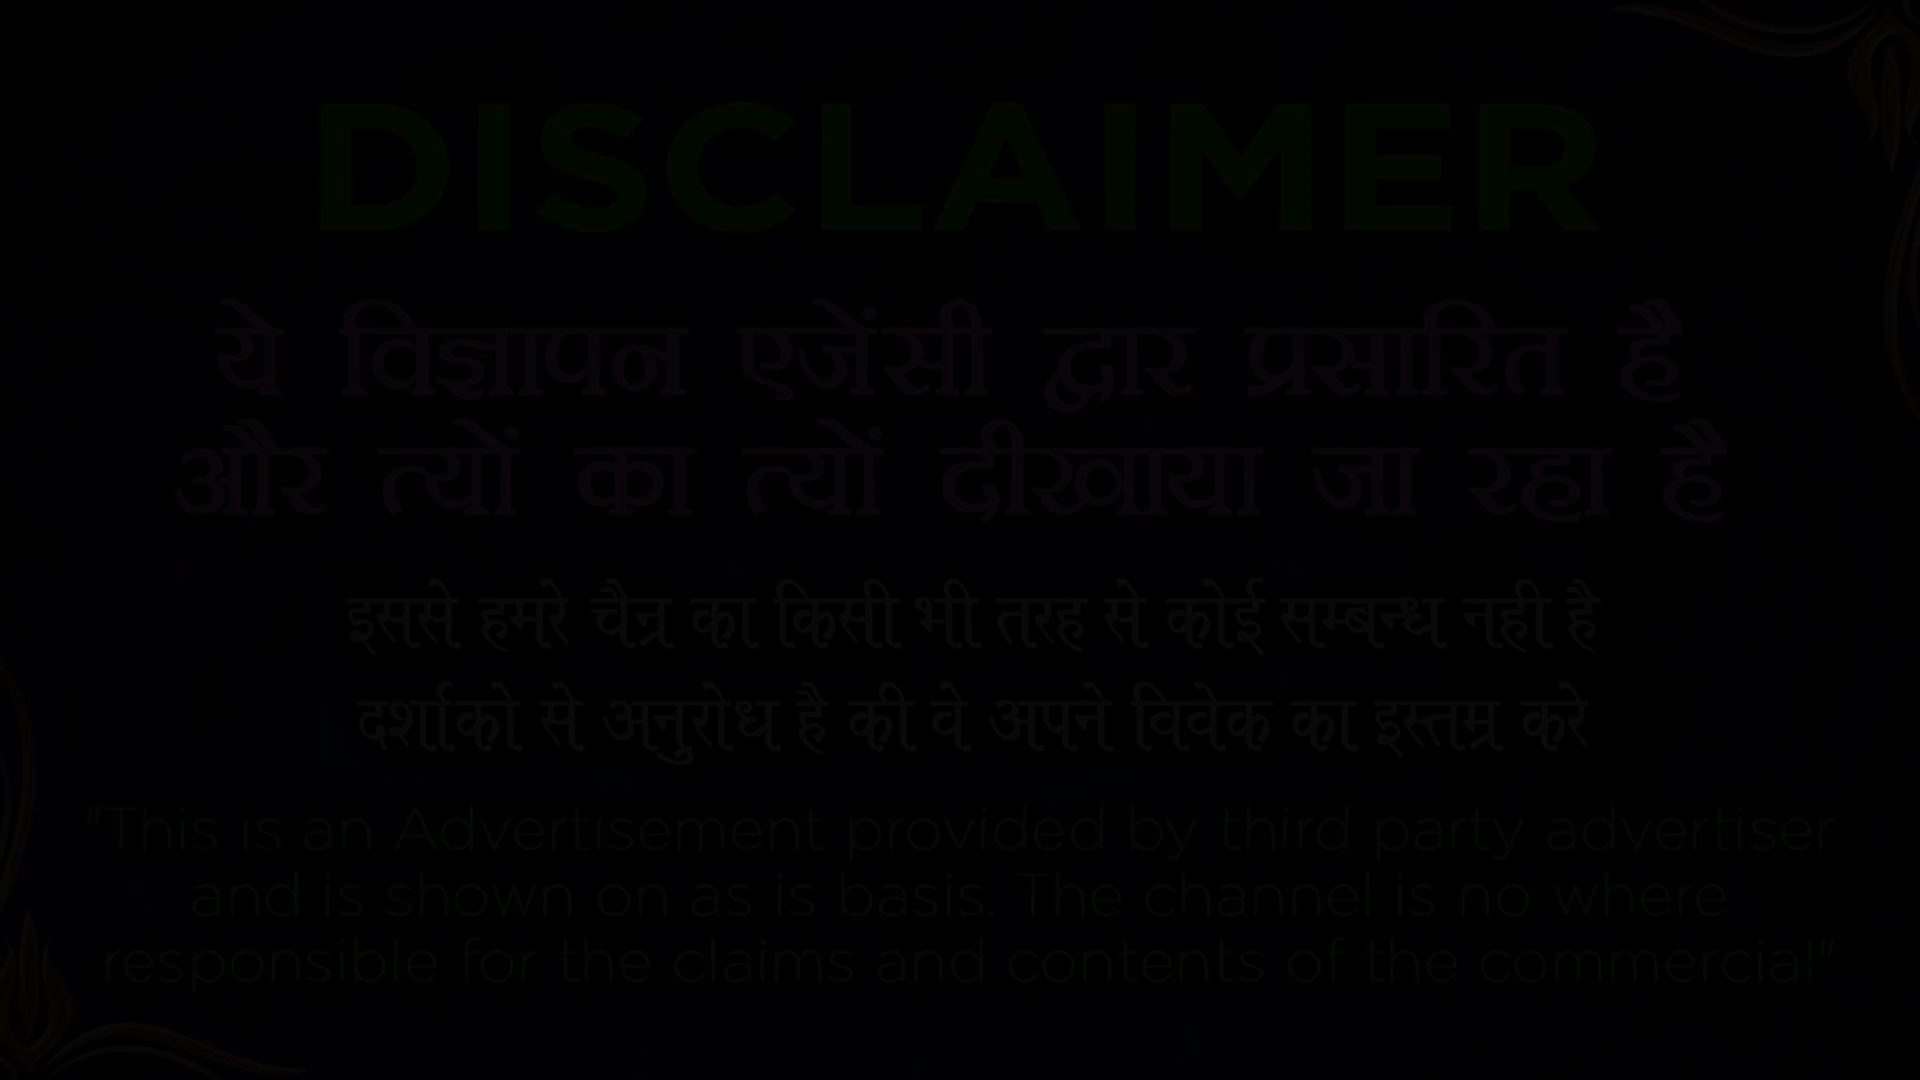 DISCLAIMER
ये विज्ञापन एजेंसी द्वार प्रसारित है
और त्यों का त्यों दीखाया जा रहा है
इससे हमरे चैन्र का किसी भी तरह से कोई सम्बन्ध नही है
दर्शाको से अनुरोध है की वे अपने विवेक का इस्तम्र करे
"This is an Advertisement provided by third party advertiser
and is shown on as is basis. The channel is no where
responsible for the claims and contents of the commercial"